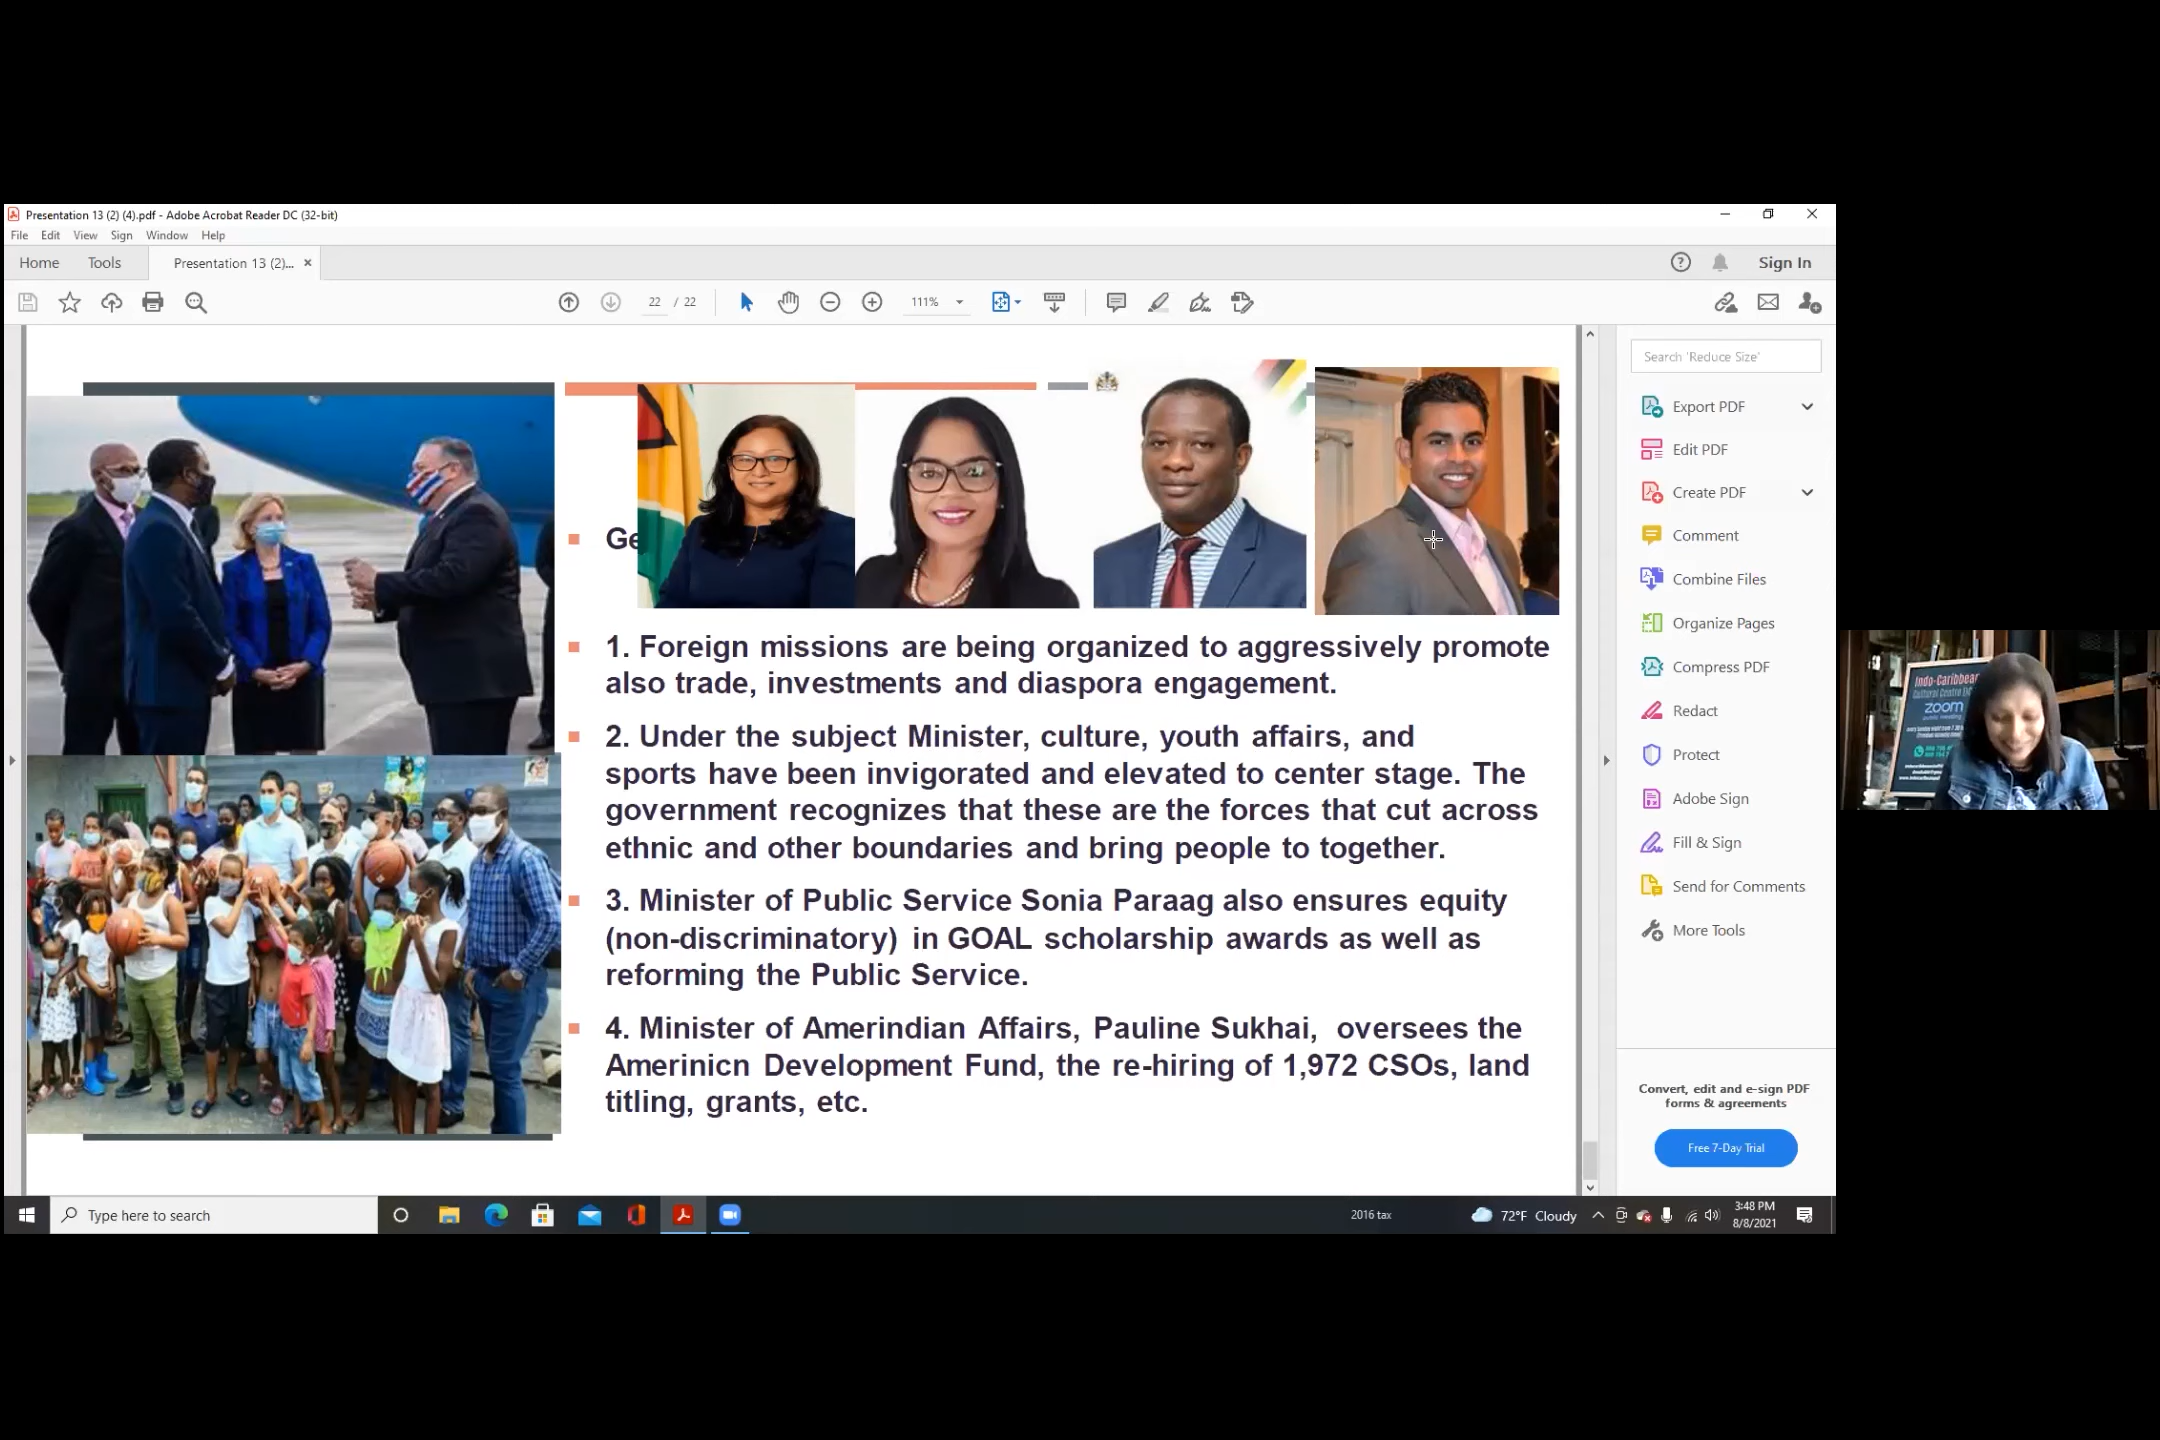 Presentation 13 (2) (4).pdf - Adobe Acrobat Reader DC (32-bit)
File Edit View Sign Window Help
Home Tools Presentation 13 (2)... × Sign In
22 / 22 111%
Search 'Reduce Size'
Export PDF
Edit PDF
Create PDF
Comment
Combine Files
Organize Pages
Compress PDF
Redact
Protect
Adobe Sign
Fill & Sign
Send for Comments
More Tools
Convert, edit and e-sign PDF
forms & agreements
Free 7-Day Trial
Ge
1. Foreign missions are being organized to aggressively promote
also trade, investments and diaspora engagement.
2. Under the subject Minister, culture, youth affairs, and
sports have been invigorated and elevated to center stage. The
government recognizes that these are the forces that cut across
ethnic and other boundaries and bring people to together.
3. Minister of Public Service Sonia Paraag also ensures equity
(non-discriminatory) in GOAL scholarship awards as well as
reforming the Public Service.
4. Minister of Amerindian Affairs, Pauline Sukhai, oversees the
Amerinicn Development Fund, the re-hiring of 1,972 CSOs, land
titling, grants, etc.
Indo-Caribbean
Cultural Centre
zoom
Type here to search
2016 tax
72°F Cloudy
3:48 PM
8/8/2021